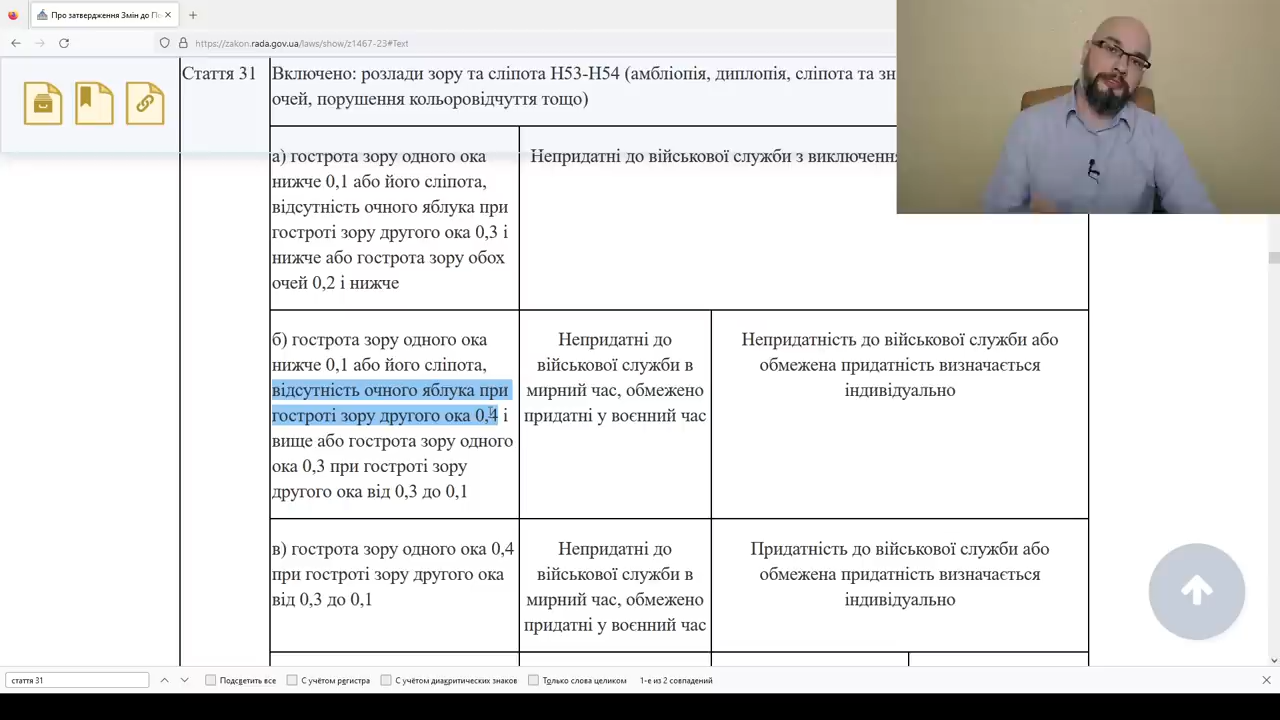 Про затвердження Змін до П
https://zakon.rada.gov.ua/laws/show/z1467-23#Text
Стаття 31
Включено: розлади зору та сліпота H53-H54 (амбліопія, диплопія, сліпота та зн
очей, порушення кольоровідчуття тощо)
а) гострота зору одного ока
нижче 0,1 або його сліпота,
відсутність очного яблука при
гостроті зору другого ока 0,3 і
нижче або гострота зору обох
очей 0,2 і нижче
Непридатні до військової служби з виключення
б) гострота зору одного ока
нижче 0,1 або його сліпота,
відсутність очного яблука при
гостроті зору другого ока 0,4 і
вище або гострота зору одного
ока 0,3 при гостроті зору
другого ока від 0,3 до 0,1
Непридатні до
військової служби в
мирний час, обмежено
придатні у воєнний час
Непридатність до військової служби або
обмежена придатність визначається
індивідуально
в) гострота зору одного ока 0,4
при гостроті зору другого ока
від 0,3 до 0,1
Непридатні до
військової служби в
мирний час, обмежено
придатні у воєнний час
Придатність до військової служби або
обмежена придатність визначається
індивідуально
стаття 31
Подсветить все
С учётом регистра
С учётом диакритических знаков
Только слова целиком
1-е из 2 совпадений